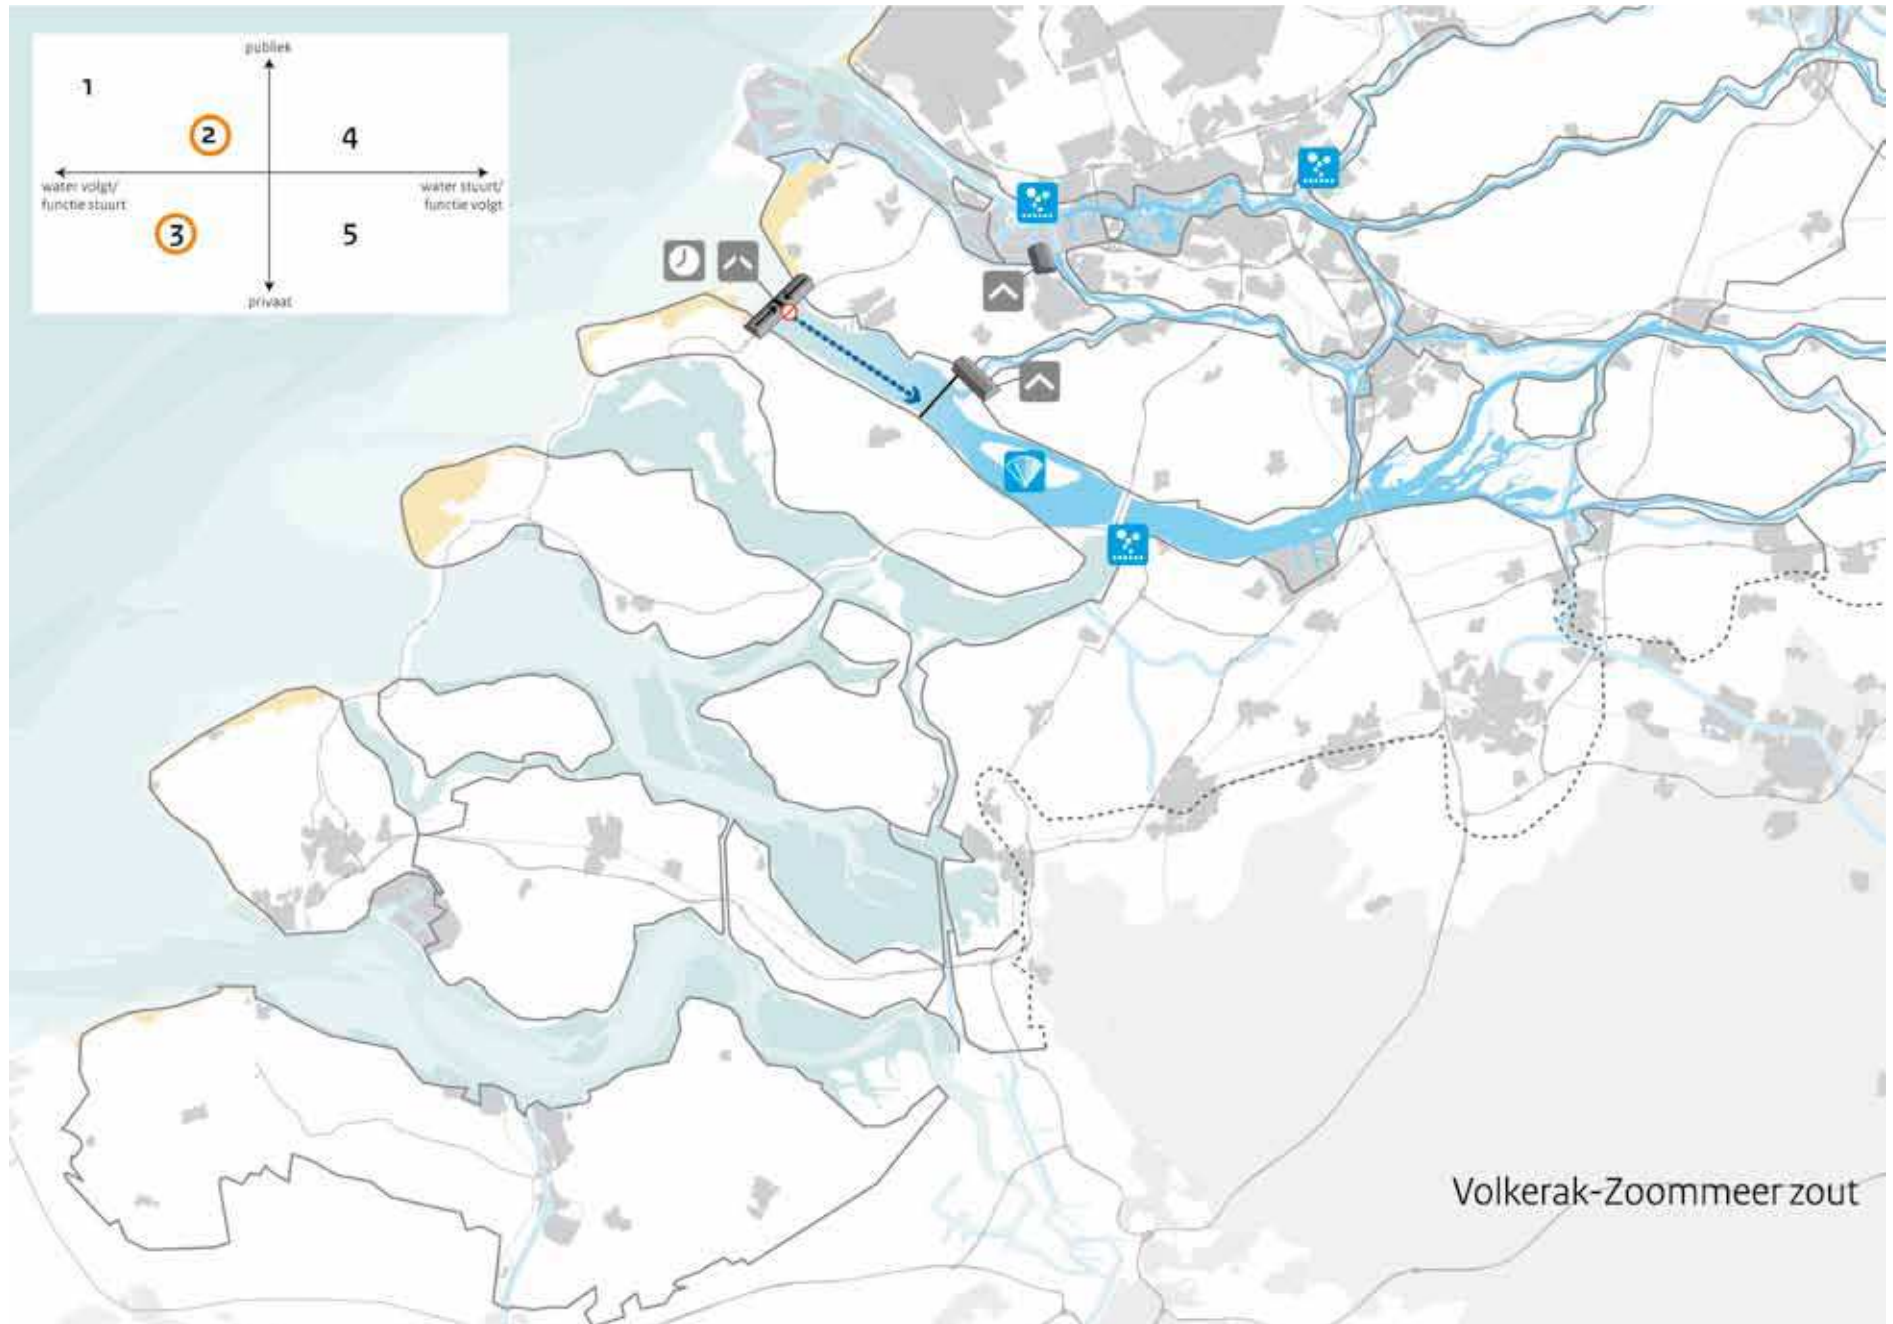 publiek
1
2
4
water volgt/
functie stuurt
water stuurt/
functie volgt
3
5
privaat
Volkerak-Zoommeer zout